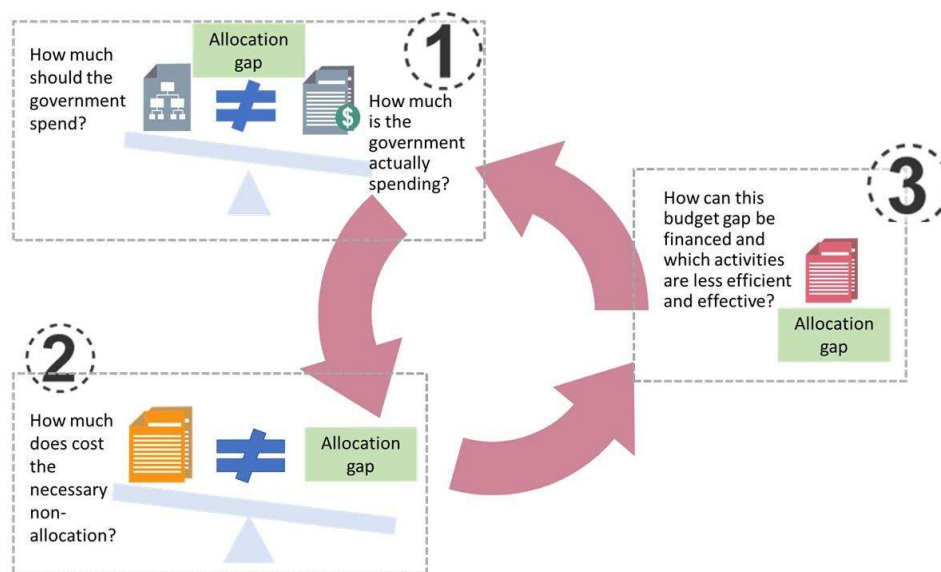 1
How much
should the
government
spend?
Allocation
gap
$
How much
is the
government
actually
spending?
2
How much
does cost
the
necessary
non-
allocation?
Allocation
gap
3
How can this
budget gap be
financed and
which activities
are less efficient
and effective?
Allocation
gap